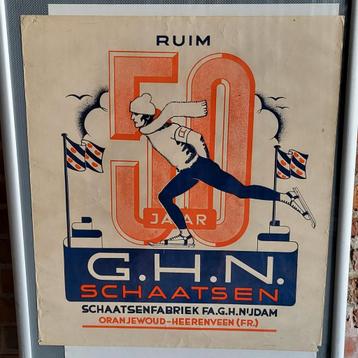 RUIM
50
JAAR
G.H.N.
SCHAATSEN
SCHAATSENFABRIEK FA.G.H.NIJDAM
ORANJEWOUD-HEERENVEEN (FR.)